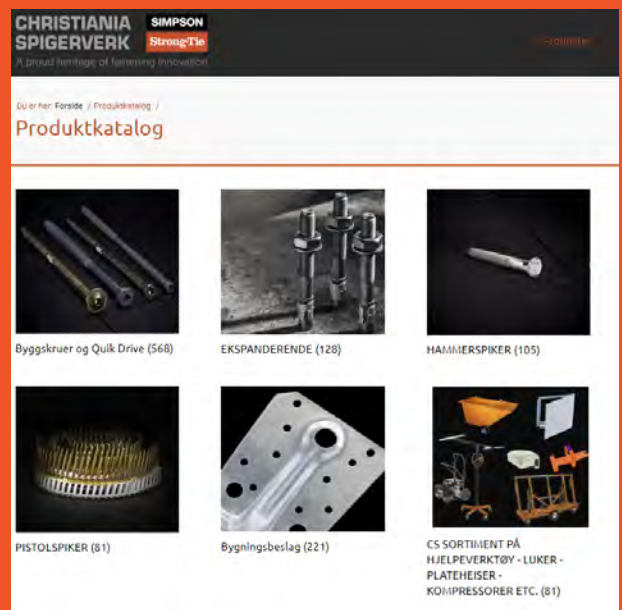 CHRISTIANIA
SPIGERVERK
SIMPSON
Strong-Tie
A proud heritage of fastening innovation
Du er her: Forside / Produktkatalog /
Produktkatalog
Byggskruer og Quik Drive (568)
EKSPANDERENDE (128)
HAMMERSPIKER (105)
PISTOLSPIKER (81)
Bygningsbeslag (221)
CS SORTIMENT PÅ
HJELPEVERKTØY - LUKER -
PLATEHEISER -
KOMPRESSORER ETC. (81)